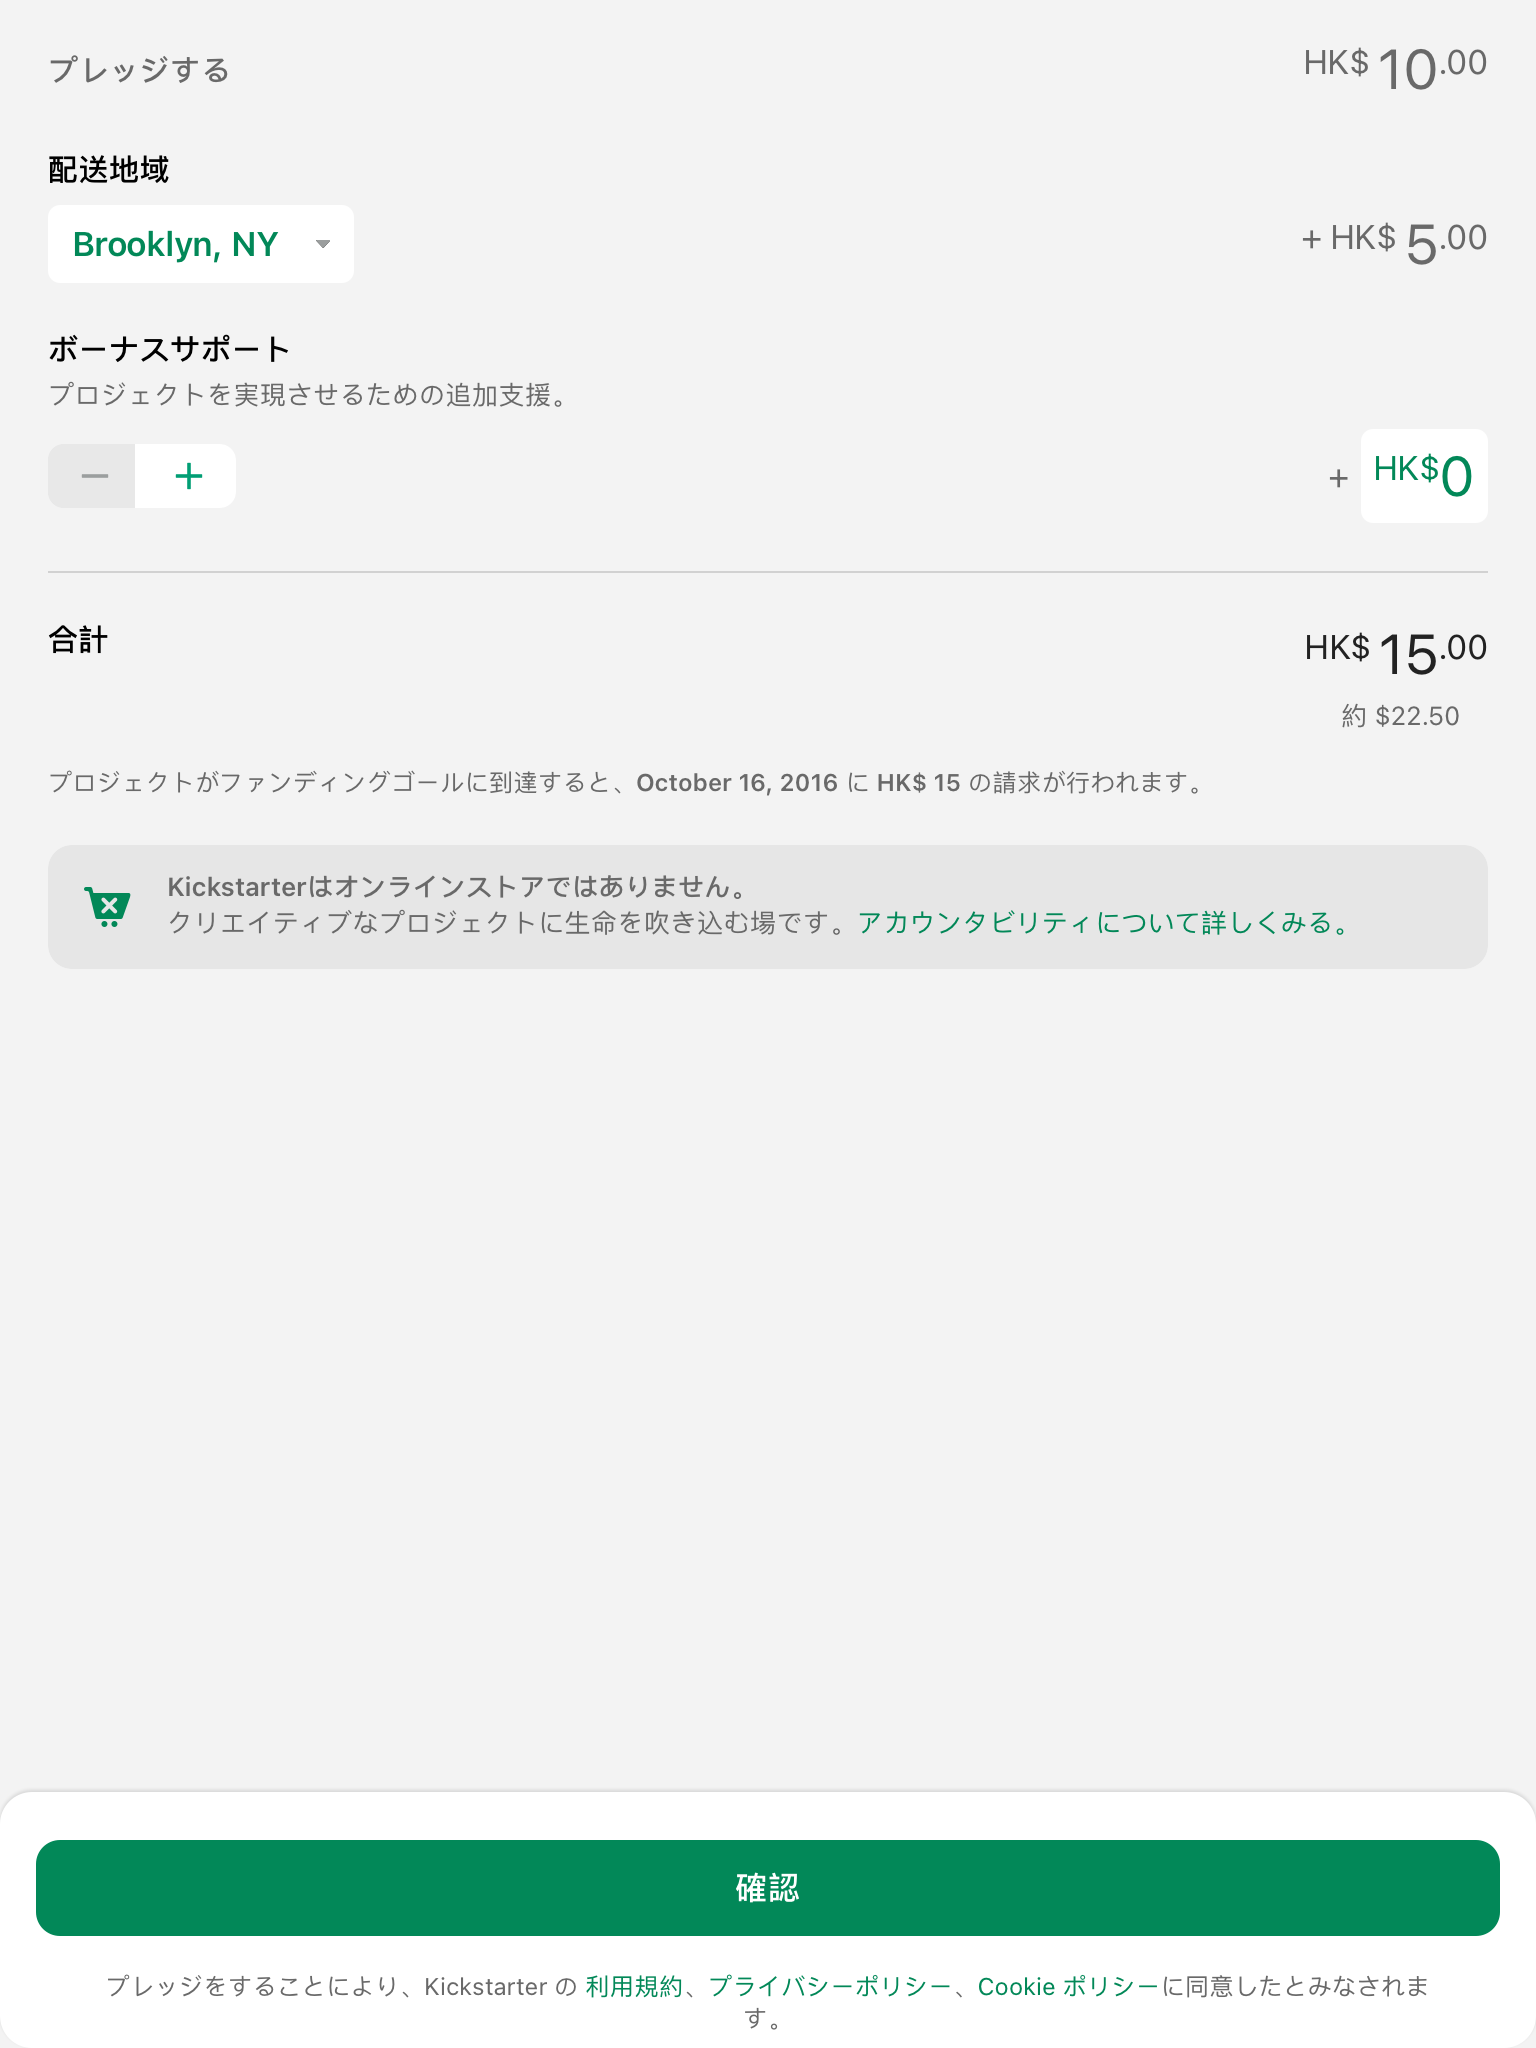 プレッジする HK$ 10.00
配送地域
Brooklyn, NY + HK$ 5.00
ボーナスサポート
プロジェクトを実現させるための追加支援。
− + + HK$0
合計 HK$ 15.00
約 $22.50
プロジェクトがファンディングゴールに到達すると、October 16, 2016 に HK$ 15 の請求が行われます。
Kickstarterはオンラインストアではありません。
クリエイティブなプロジェクトに生命を吹き込む場です。アカウンタビリティについて詳しくみる。
確認
プレッジをすることにより、Kickstarter の 利用規約、プライバシーポリシー、Cookie ポリシーに同意したとみなされま
す。